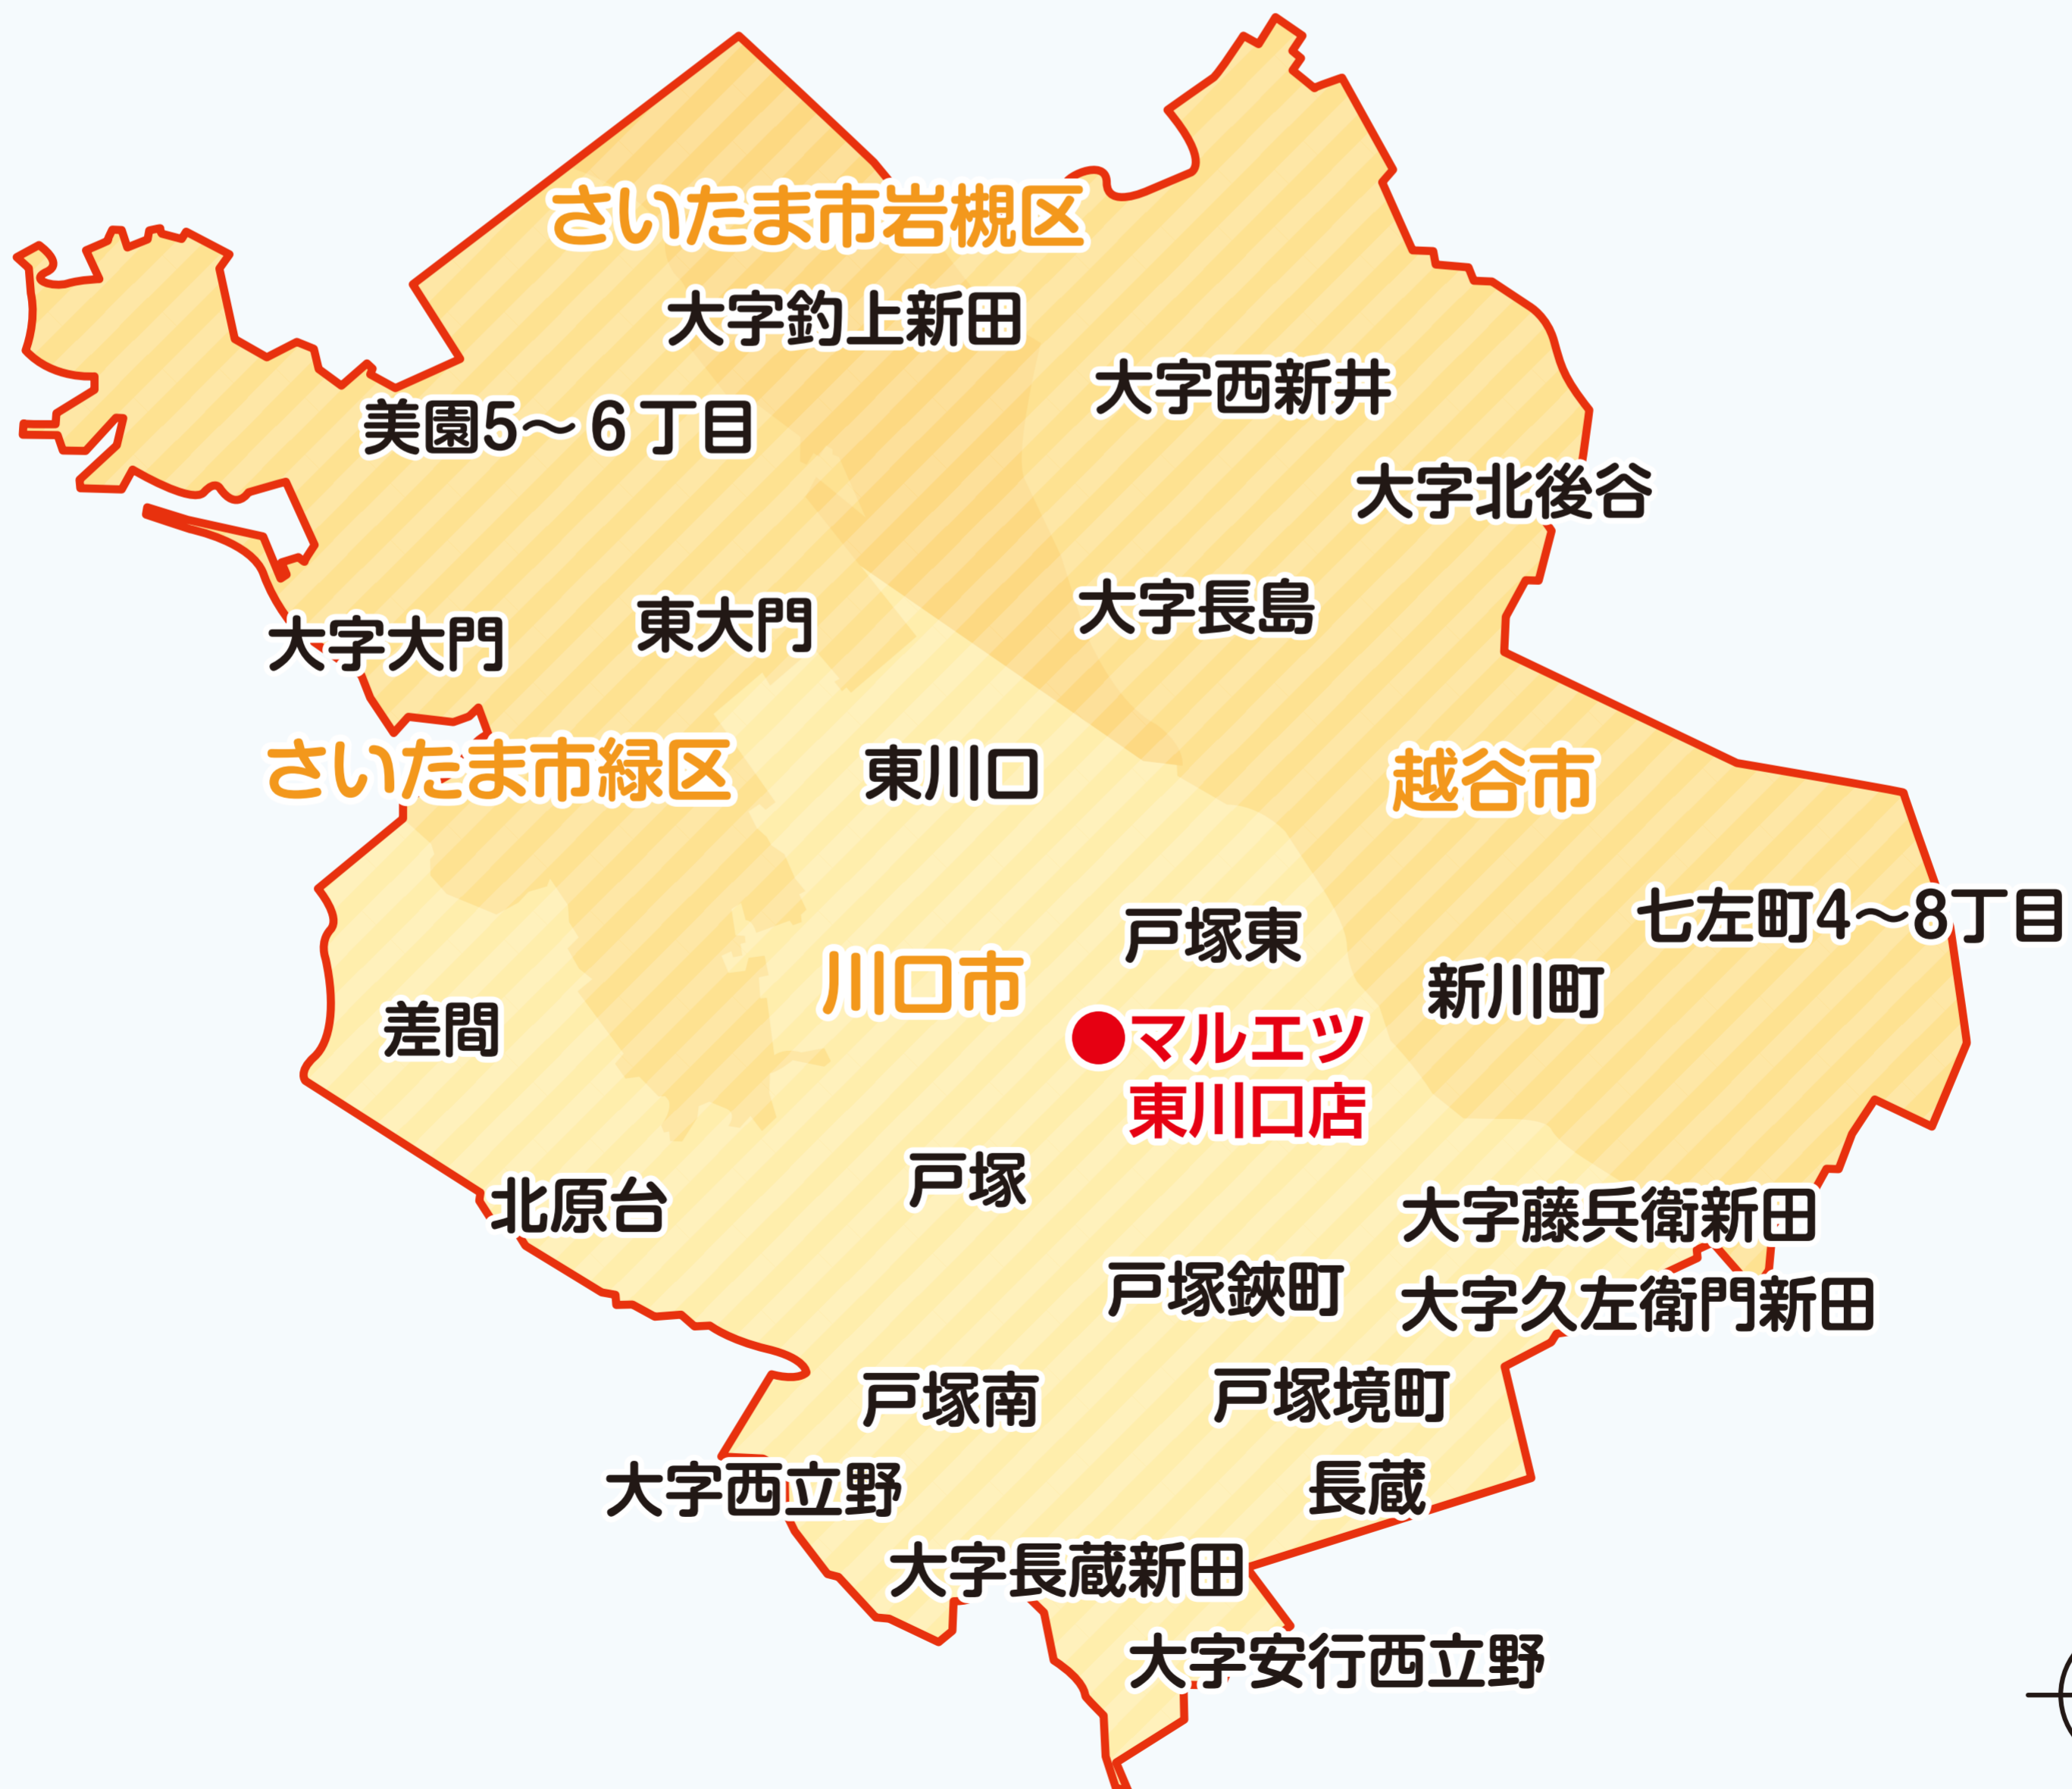 さいたま市岩槻区
大字釣上新田
大字西新井
美園5～6丁目
大字北後谷
大字長島
東大門
大字大門
さいたま市緑区
東川口
越谷市
七左町4～8丁目
戸塚東
川口市
新川町
差間
マルエツ
東川口店
戸塚
北原台
大字藤兵衛新田
戸塚鋏町
大字久左衛門新田
戸塚南
戸塚境町
大字西立野
長蔵
大字長蔵新田
大字安行西立野